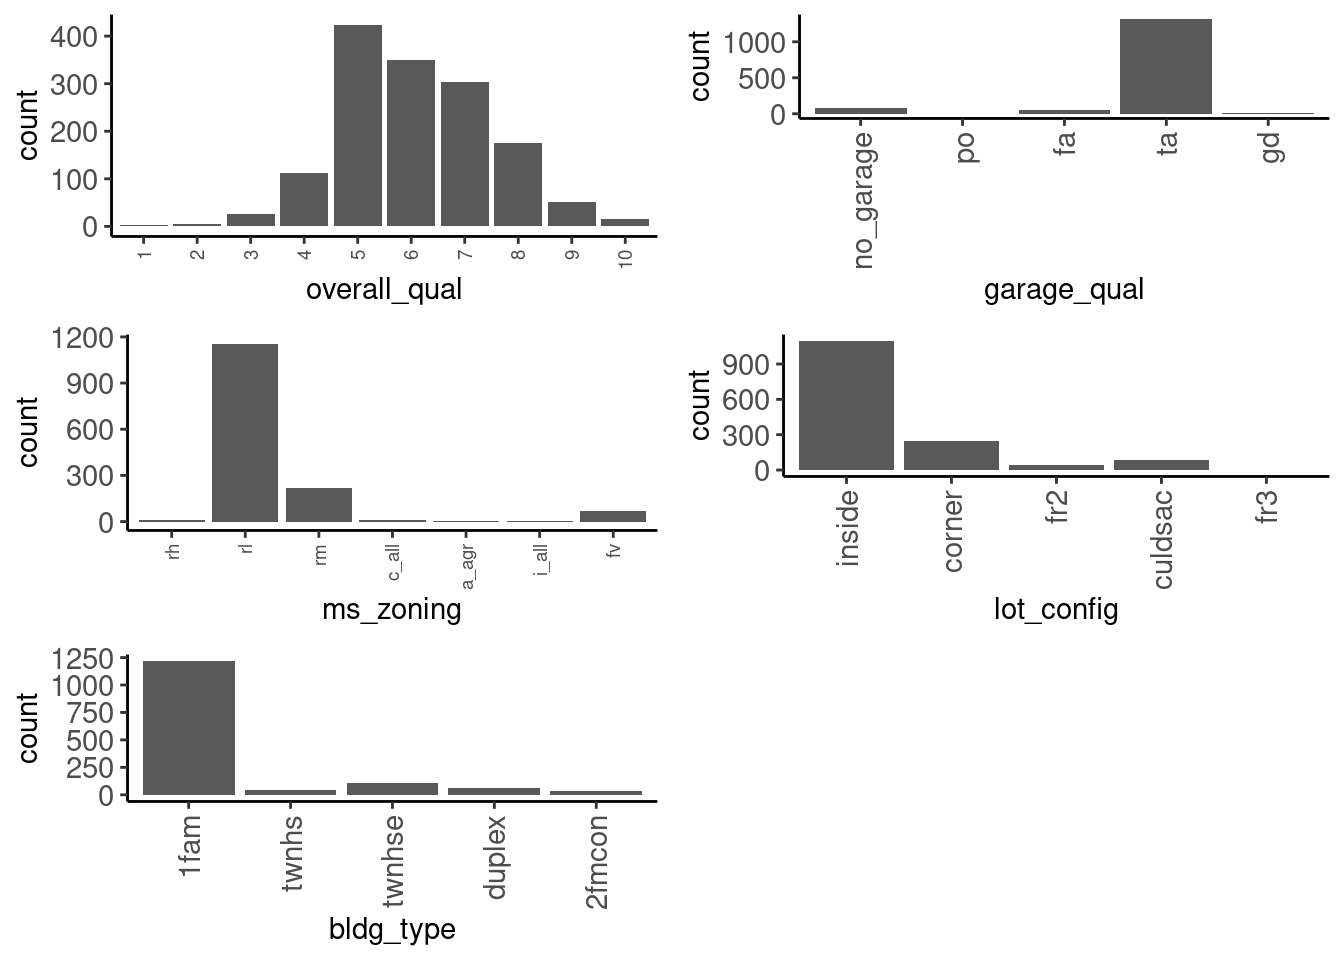 400
300
200
100
0
count
1
2
3
4
5
6
7
8
9
10
overall_qual
1000
500
0
count
no_garage
po
fa
ta
gd
garage_qual
1200
900
600
300
0
count
rh
rl
rm
c_all
a_agr
i_all
fv
ms_zoning
900
600
300
0
count
inside
corner
fr2
culdsac
fr3
lot_config
1250
1000
750
500
250
0
count
1fam
twnhs
twnhse
duplex
2fmcon
bldg_type